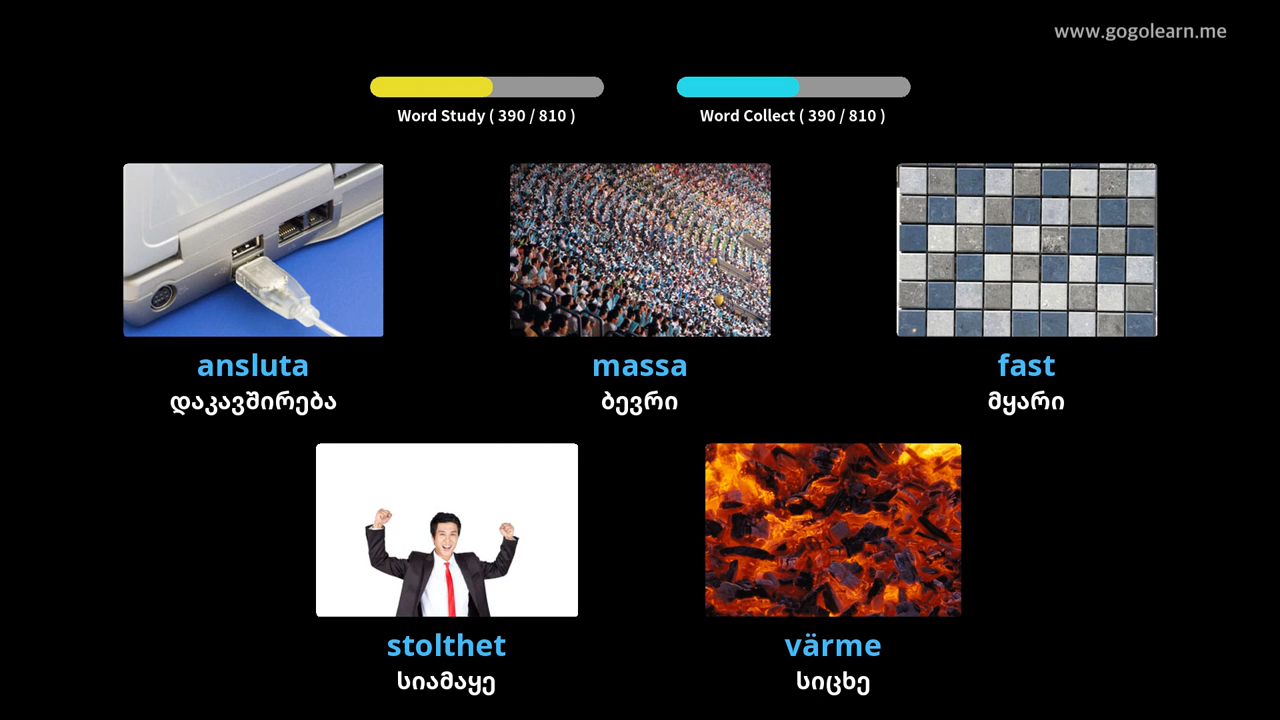 www.gogolearn.me
Word Study ( 390 / 810 )
Word Collect ( 390 / 810 )
ansluta
დაკავშირება
massa
ბევრი
fast
მყარი
stolthet
სიამაყე
värme
სიცხე